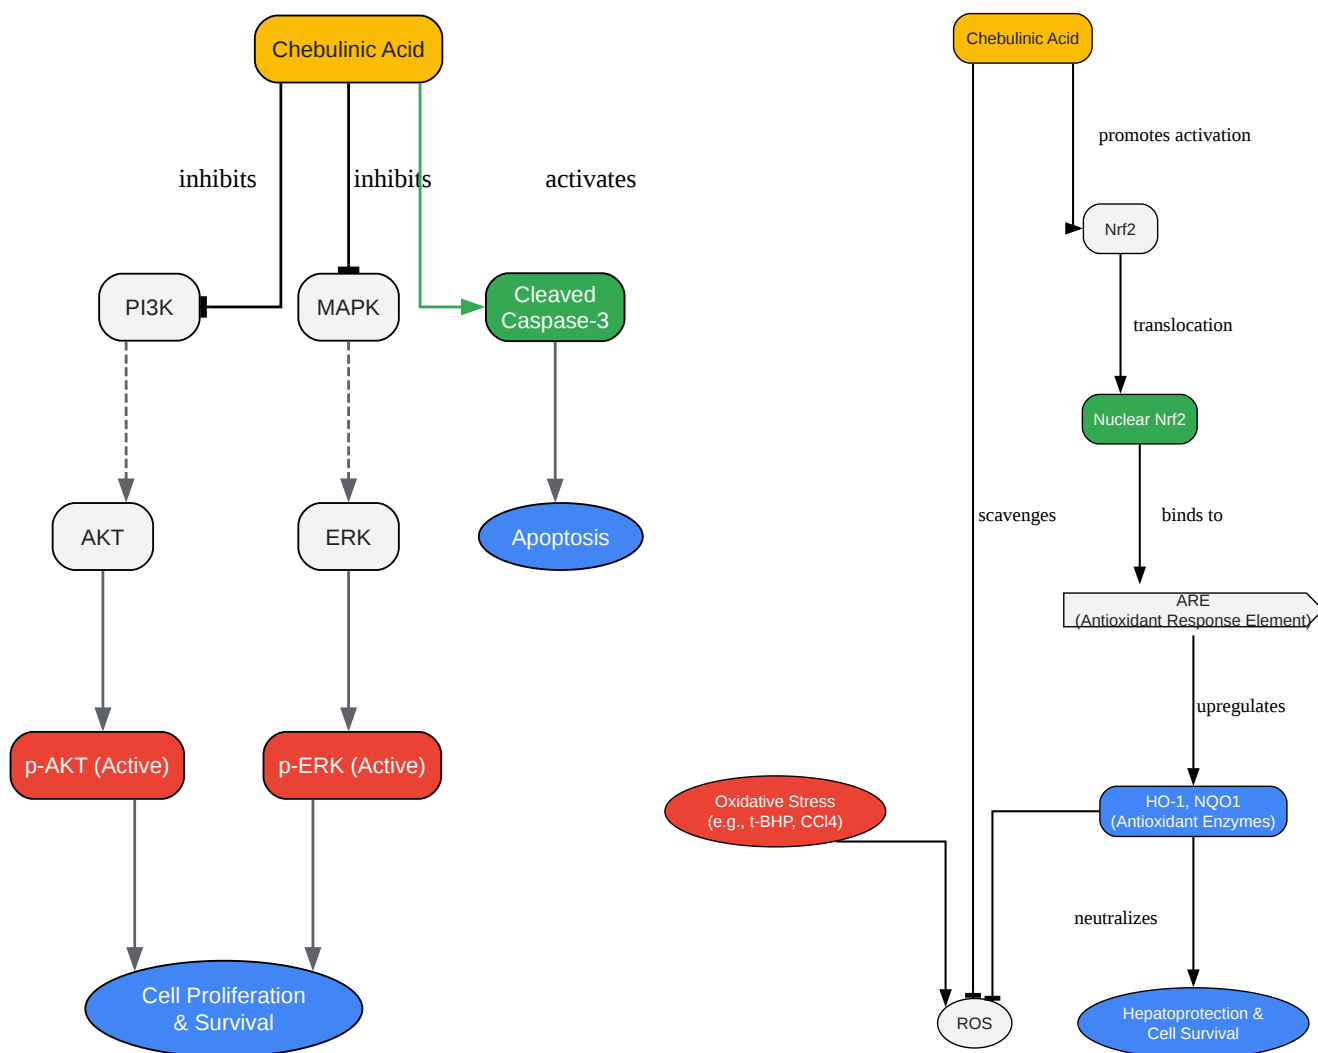 Chebulinic Acid
inhibits
inhibits
activates
PI3K
MAPK
Cleaved
Caspase-3
AKT
ERK
Apoptosis
p-AKT (Active)
p-ERK (Active)
Cell Proliferation
& Survival
Chebulinic Acid
promotes activation
Nrf2
translocation
Nuclear Nrf2
scavenges
binds to
ARE
(Antioxidant Response Element)
upregulates
Oxidative Stress
(e.g., t-BHP, CCl4)
HO-1, NQO1
(Antioxidant Enzymes)
neutralizes
ROS
Hepatoprotection &
Cell Survival